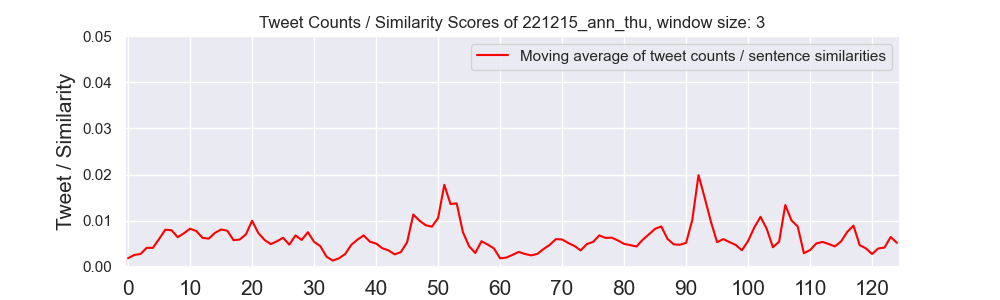 Tweet Counts / Similarity Scores of 221215_ann_thu, window size: 3
Moving average of tweet counts / sentence similarities
Tweet / Similarity
0.05
0.04
0.03
0.02
0.01
0.00
0 10 20 30 40 50 60 70 80 90 100 110 120